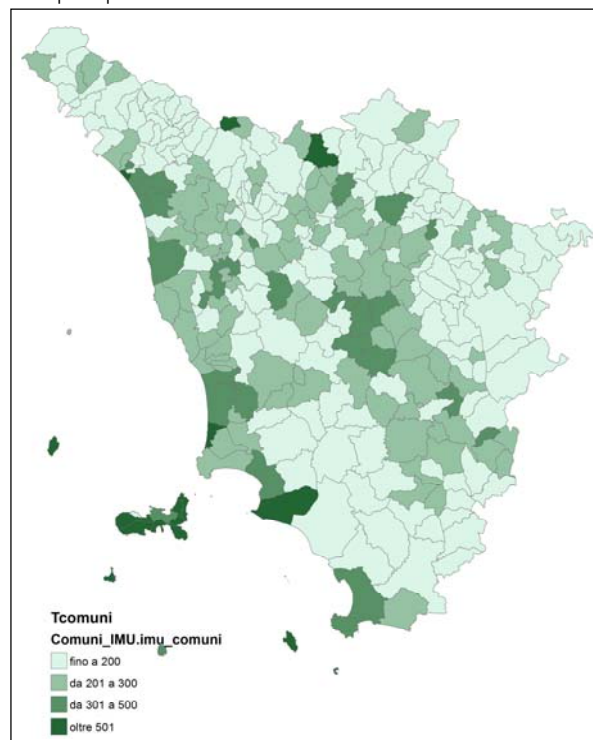 Tcomuni
Comuni_IMU.imu_comuni
fino a 200
da 201 a 300
da 301 a 500
oltre 501